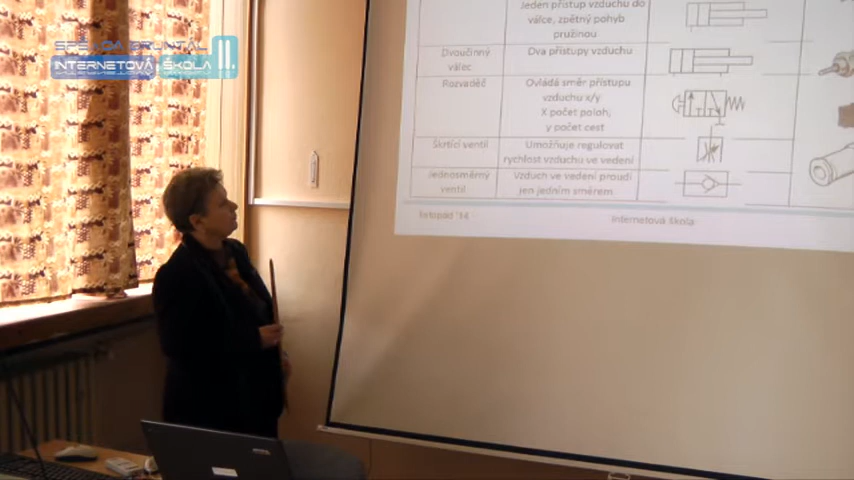 SPŠ A OA BRUNTÁL
INTERNETOVÁ ŠKOLA II.
Jeden přístup vzduchu do
válce, zpětný pohyb
pružinou
Dvoučinný
válec
Dva přístupy vzduchu
Rozvaděč
Ovládá směr přístupu
vzduchu x/y
X počet poloh,
y počet cest
Škrtící ventil
Umožňuje regulovat
rychlost vzduchu ve vedení
Jednosměrný
ventil
Vzduch ve vedení proudí
jen jedním směrem
listopad '14
Internetová škola